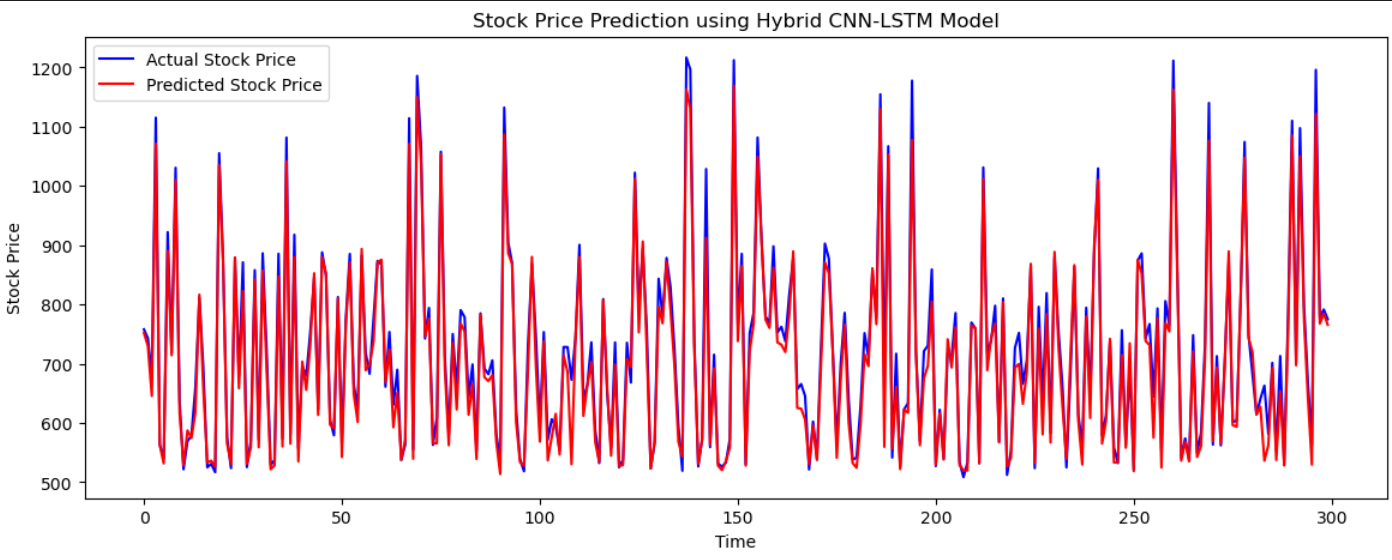 Stock Price Prediction using Hybrid CNN-LSTM Model
Actual Stock Price
Predicted Stock Price
1200
1100
1000
900
800
700
600
500
Stock Price
0 50 100 150 200 250 300
Time